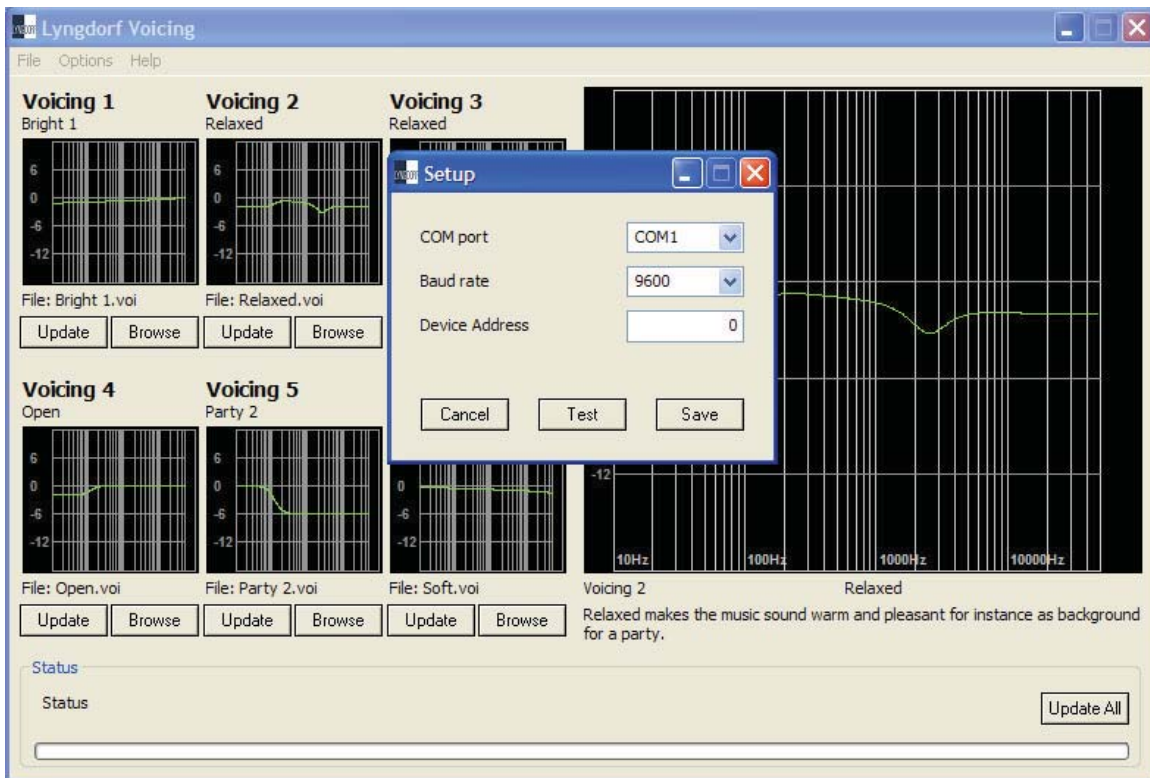 Lyngdorf Voicing
File Options Help
Voicing 1
Bright 1
6
0
-6
-12
File: Bright 1.voi
Update Browse
Voicing 2
Relaxed
6
0
-6
-12
File: Relaxed.voi
Update Browse
Voicing 3
Relaxed
Setup
COM port COM1
Baud rate 9600
Device Address 0
Cancel Test Save
Voicing 4
Open
6
0
-6
-12
File: Open.voi
Update Browse
Voicing 5
Party 2
6
0
-6
-12
File: Party 2.voi
Update Browse
0
-6
-12
File: Soft.voi
Update Browse
-12
10Hz 100Hz 1000Hz 10000Hz
Voicing 2 Relaxed
Relaxed makes the music sound warm and pleasant for instance as background
for a party.
Status
Status
Update All